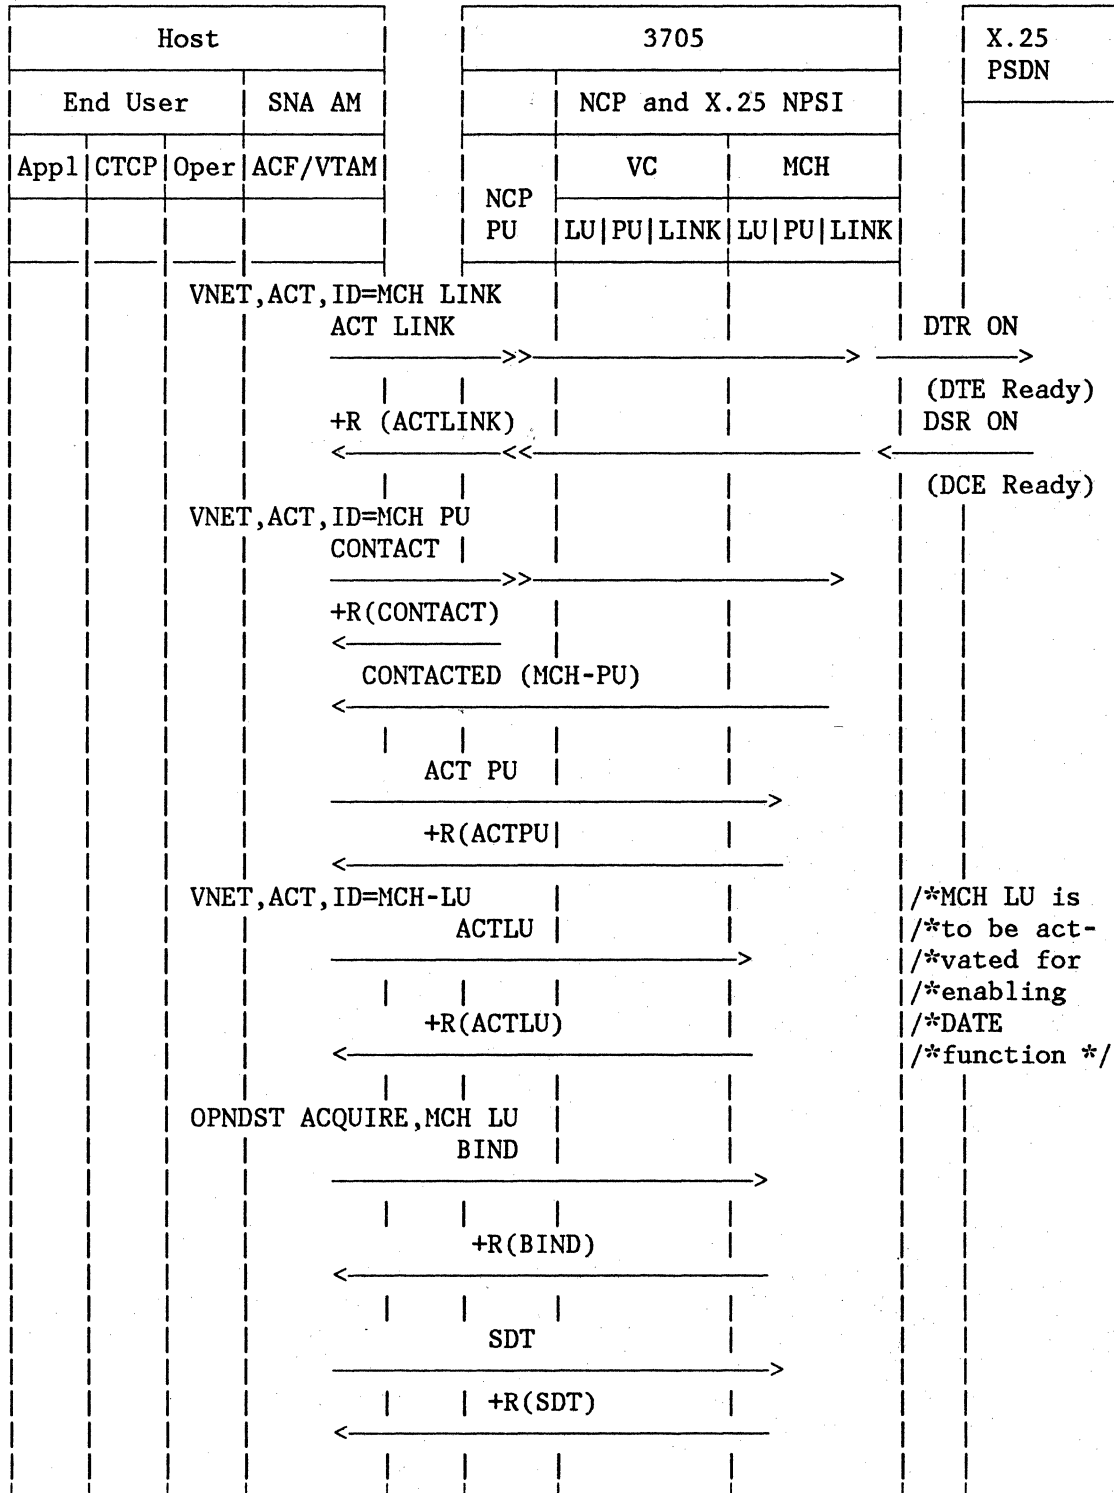 Host 3705 X.25
PSDN
End User SNA AM NCP and X.25 NPSI
Appl CTCP Oper ACF/VTAM VC MCH
NCP
PU LU|PU|LINK LU|PU|LINK
VNET,ACT,ID=MCH LINK
ACT LINK DTR ON
(DTE Ready)
+R (ACTLINK) DSR ON
(DCE Ready)
VNET,ACT,ID=MCH PU
CONTACT
+R(CONTACT)
CONTACTED (MCH-PU)
ACT PU
+R(ACTPU|
VNET,ACT,ID=MCH-LU /*MCH LU is
ACTLU /*to be act-
/*vated for
/*enabling
+R(ACTLU) /*DATE
/*function */
OPNDST ACQUIRE,MCH LU
BIND
+R(BIND)
SDT
+R(SDT)